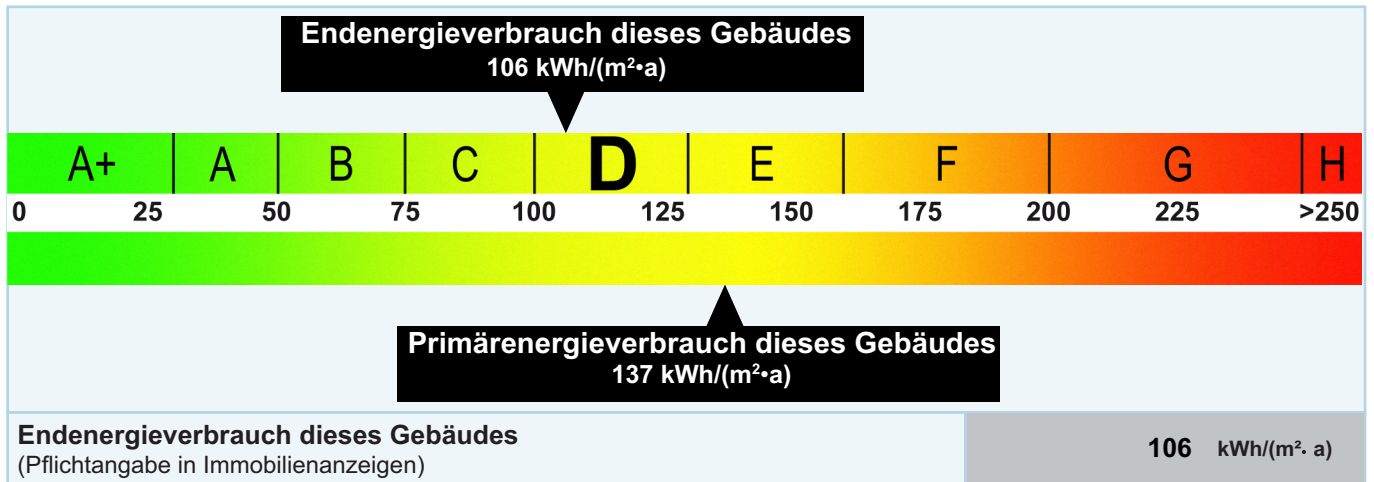 Endenergieverbrauch dieses Gebäudes
106 kWh/(m²•a)
A+ A B C D E F G H
0 25 50 75 100 125 150 175 200 225 >250
Primärenergieverbrauch dieses Gebäudes
137 kWh/(m²•a)
Endenergieverbrauch dieses Gebäudes
(Pflichtangabe in Immobilienanzeigen)
106 kWh/(m²· a)